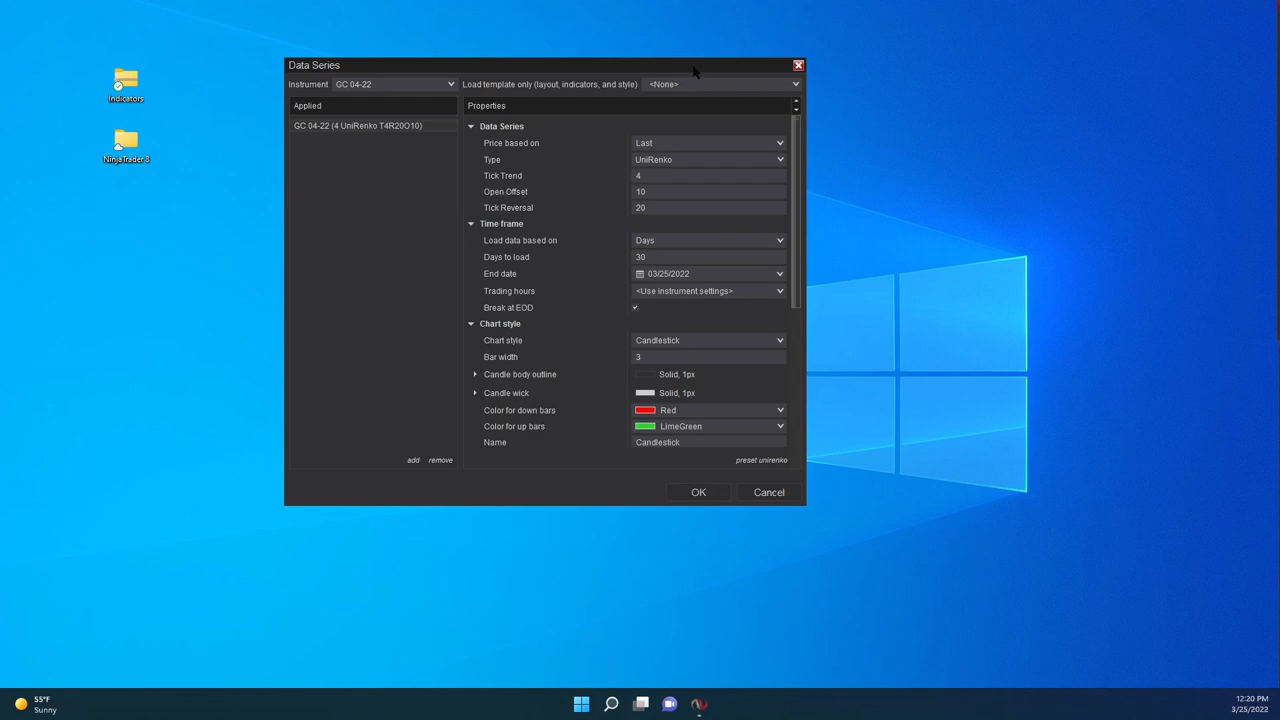 Data Series
Instrument GC 04-22 Load template only (layout, indicators, and style) <None>
Applied Properties
GC 04-22 (4 UniRenko T4R20O10)
Data Series
Price based on Last
Type UniRenko
Tick Trend 4
Open Offset 10
Tick Reversal 20
Time frame
Load data based on Days
Days to load 30
End date 03/25/2022
Trading hours <Use instrument settings>
Break at EOD
Chart style
Chart style Candlestick
Bar width 3
Candle body outline Solid, 1px
Candle wick Solid, 1px
Color for down bars Red
Color for up bars LimeGreen
Name Candlestick
add remove preset unirenko
OK Cancel
Indicators
NinjaTrader 8
55°F
Sunny
12:20 PM
3/25/2022